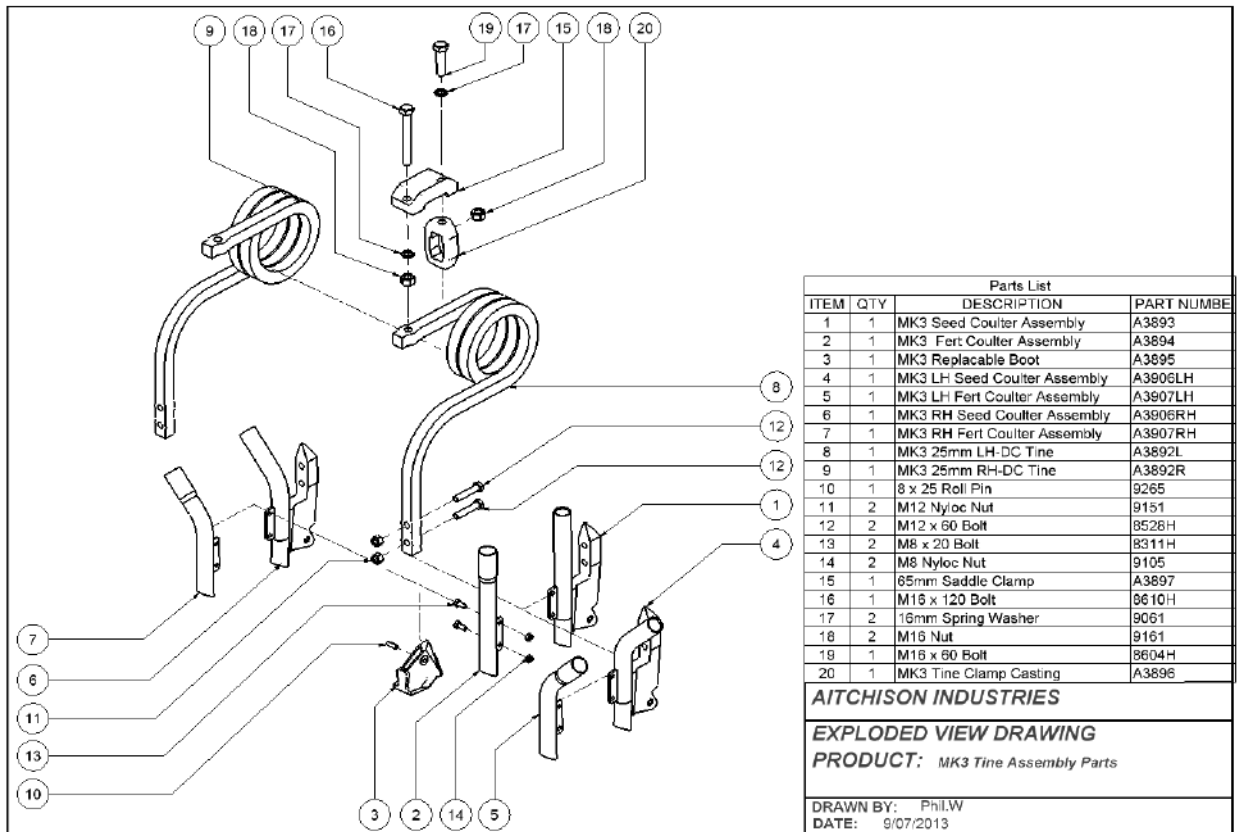 9 18 17 16 19 17 15 18 20
8
12
12
1
4
7
6
11
13
10
3 2 14 5
Parts List
ITEM QTY DESCRIPTION PART NUMBE
1 1 MK3 Seed Coulter Assembly A3893
2 1 MK3 Fert Coulter Assembly A3894
3 1 MK3 Replacable Boot A3895
4 1 MK3 LH Seed Coulter Assembly A3906LH
5 1 MK3 LH Fert Coulter Assembly A3907LH
6 1 MK3 RH Seed Coulter Assembly A3906RH
7 1 MK3 RH Fert Coulter Assembly A3907RH
8 1 MK3 25mm LH-DC Tine A3892L
9 1 MK3 25mm RH-DC Tine A3892R
10 1 8 x 25 Roll Pin 9265
11 2 M12 Nyloc Nut 9151
12 2 M12 x 60 Bolt 8528H
13 2 M8 x 20 Bolt 8311H
14 2 M8 Nyloc Nut 9105
15 1 65mm Saddle Clamp A3897
16 1 M16 x 120 Bolt 8610H
17 2 16mm Spring Washer 9061
18 2 M16 Nut 9161
19 1 M16 x 60 Bolt 8604H
20 1 MK3 Tine Clamp Casting A3896
AITCHISON INDUSTRIES
EXPLODED VIEW DRAWING
PRODUCT: MK3 Tine Assembly Parts
DRAWN BY: Phil.W
DATE: 9/07/2013